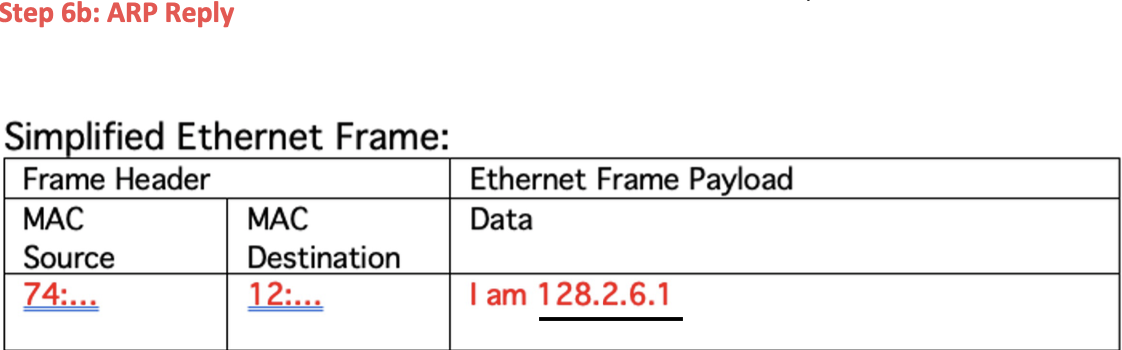 Step 6b: ARP Reply
Simplified Ethernet Frame:
Frame Header
Ethernet Frame Payload
MAC Source
MAC Destination
Data
74:...
12:...
I am 128.2.6.1